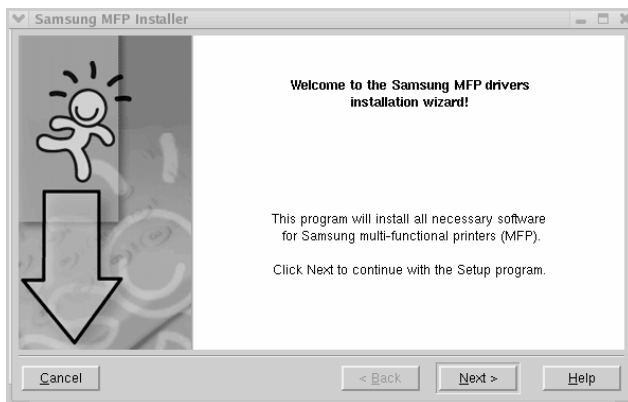 Samsung MFP Installer
Welcome to the Samsung MFP drivers
installation wizard!
This program will install all necessary software
for Samsung multi-functional printers (MFP).
Click Next to continue with the Setup program.
Cancel
< Back
Next >
Help